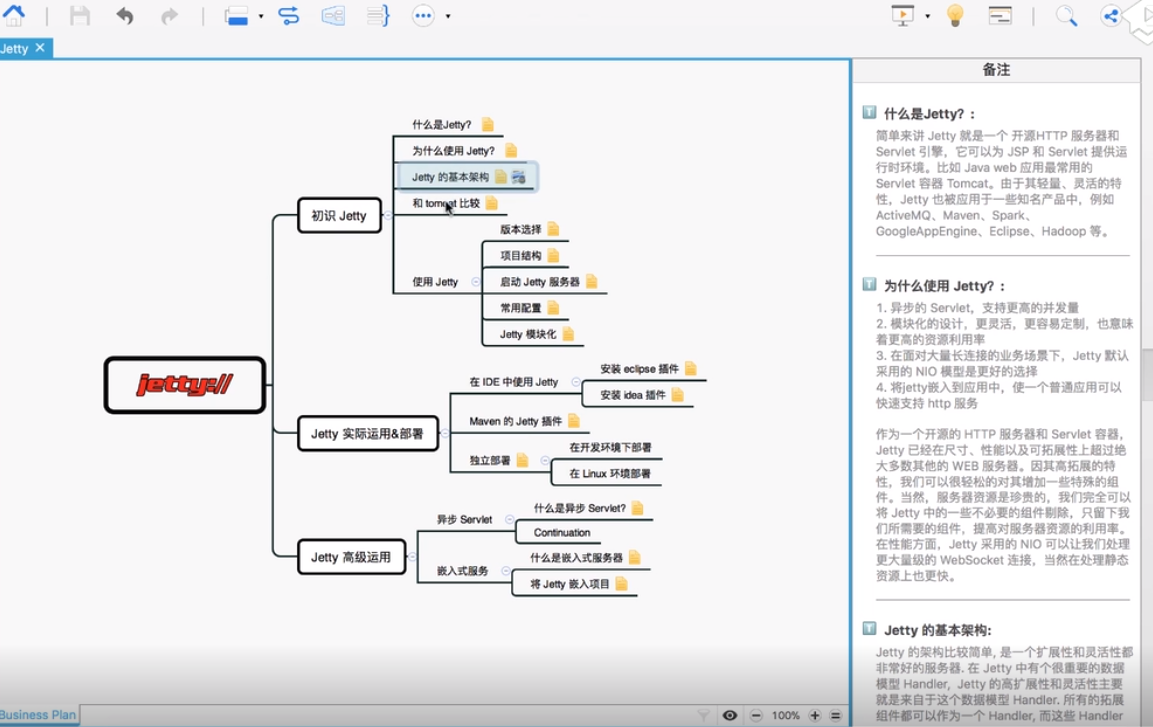 Jetty
备注
什么是Jetty?
为什么使用 Jetty?
Jetty 的基本架构
和 tomcat 比较
初识 Jetty
版本选择
项目结构
使用 Jetty
启动 Jetty 服务器
常用配置
Jetty 模块化
jetty://
安装 eclipse 插件
在 IDE 中使用 Jetty
安装 idea 插件
Maven 的 Jetty 插件
Jetty 实际运用&部署
在开发环境下部署
独立部署
在 Linux 环境部署
什么是异步 Servlet?
异步 Servlet
Continuation
Jetty 高级运用
什么是嵌入式服务器
嵌入式服务
将 Jetty 嵌入项目
什么是Jetty? :
简单来讲 Jetty 就是一个 开源HTTP 服务器和
Servlet 引擎，它可以为 JSP 和 Servlet 提供运
行时环境。比如 Java web 应用最常用的
Servlet 容器 Tomcat。由于其轻量、灵活的特
性，Jetty 也被应用于一些知名产品中，例如
ActiveMQ、Maven、Spark、
GoogleAppEngine、Eclipse、Hadoop 等。
为什么使用 Jetty? :
1. 异步的 Servlet，支持更高的并发量
2. 模块化的设计，更灵活，更容易定制，也意味
着更高的资源利用率
3. 在面对大量长连接的业务场景下，Jetty 默认
采用的 NIO 模型是更好的选择
4. 将jetty嵌入到应用中，使一个普通应用可以
快速支持 http 服务
作为一个开源的 HTTP 服务器和 Servlet 容器，
Jetty 已经在尺寸、性能以及可拓展性上超过绝
大多数其他的 WEB 服务器。因其高拓展的特
性，我们可以很轻松的对其增加一些特殊的组
件。当然，服务器资源是珍贵的，我们完全可以
将 Jetty 中的一些不必要的组件剔除，只留下我
们所需要的组件，提高对服务器资源的利用率。
在性能方面，Jetty 采用的 NIO 可以让我们处理
更大量级的 WebSocket 连接，当然在处理静态
资源上也更快。
Jetty 的基本架构:
Jetty 的架构比较简单, 是一个扩展性和灵活性都
非常好的服务器. 在 Jetty 中有个很重要的数据
模型 Handler，Jetty 的高扩展性和灵活性主要
就是来自于这个数据模型 Handler. 所有的拓展
组件都可以作为一个 Handler, 而这些 Handler
Business Plan
100%